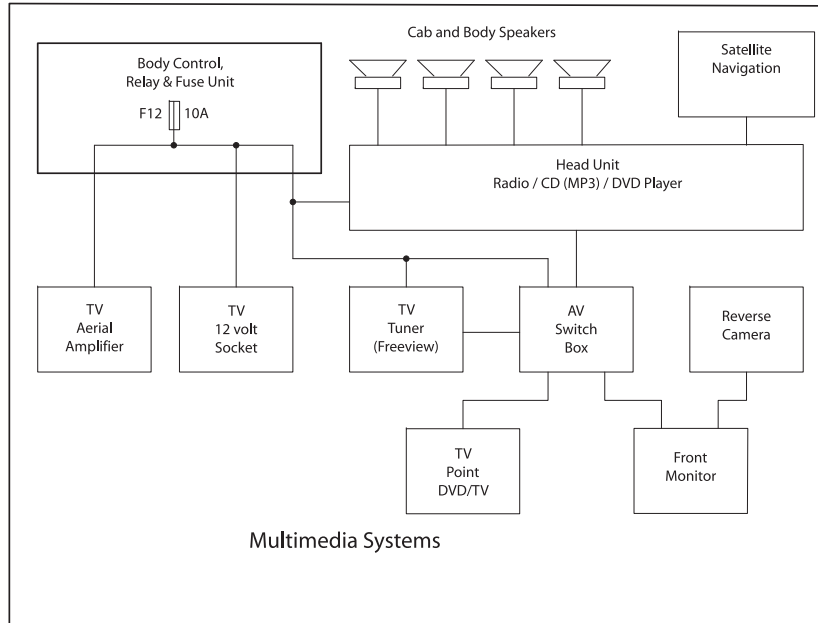 Cab and Body Speakers
Body Control,
Relay & Fuse Unit
F12 10A
Satellite
Navigation
Head Unit
Radio / CD (MP3) / DVD Player
TV
Aerial
Amplifier
TV
12 volt
Socket
TV
Tuner
(Freeview)
AV
Switch
Box
Reverse
Camera
TV
Point
DVD/TV
Front
Monitor
Multimedia Systems